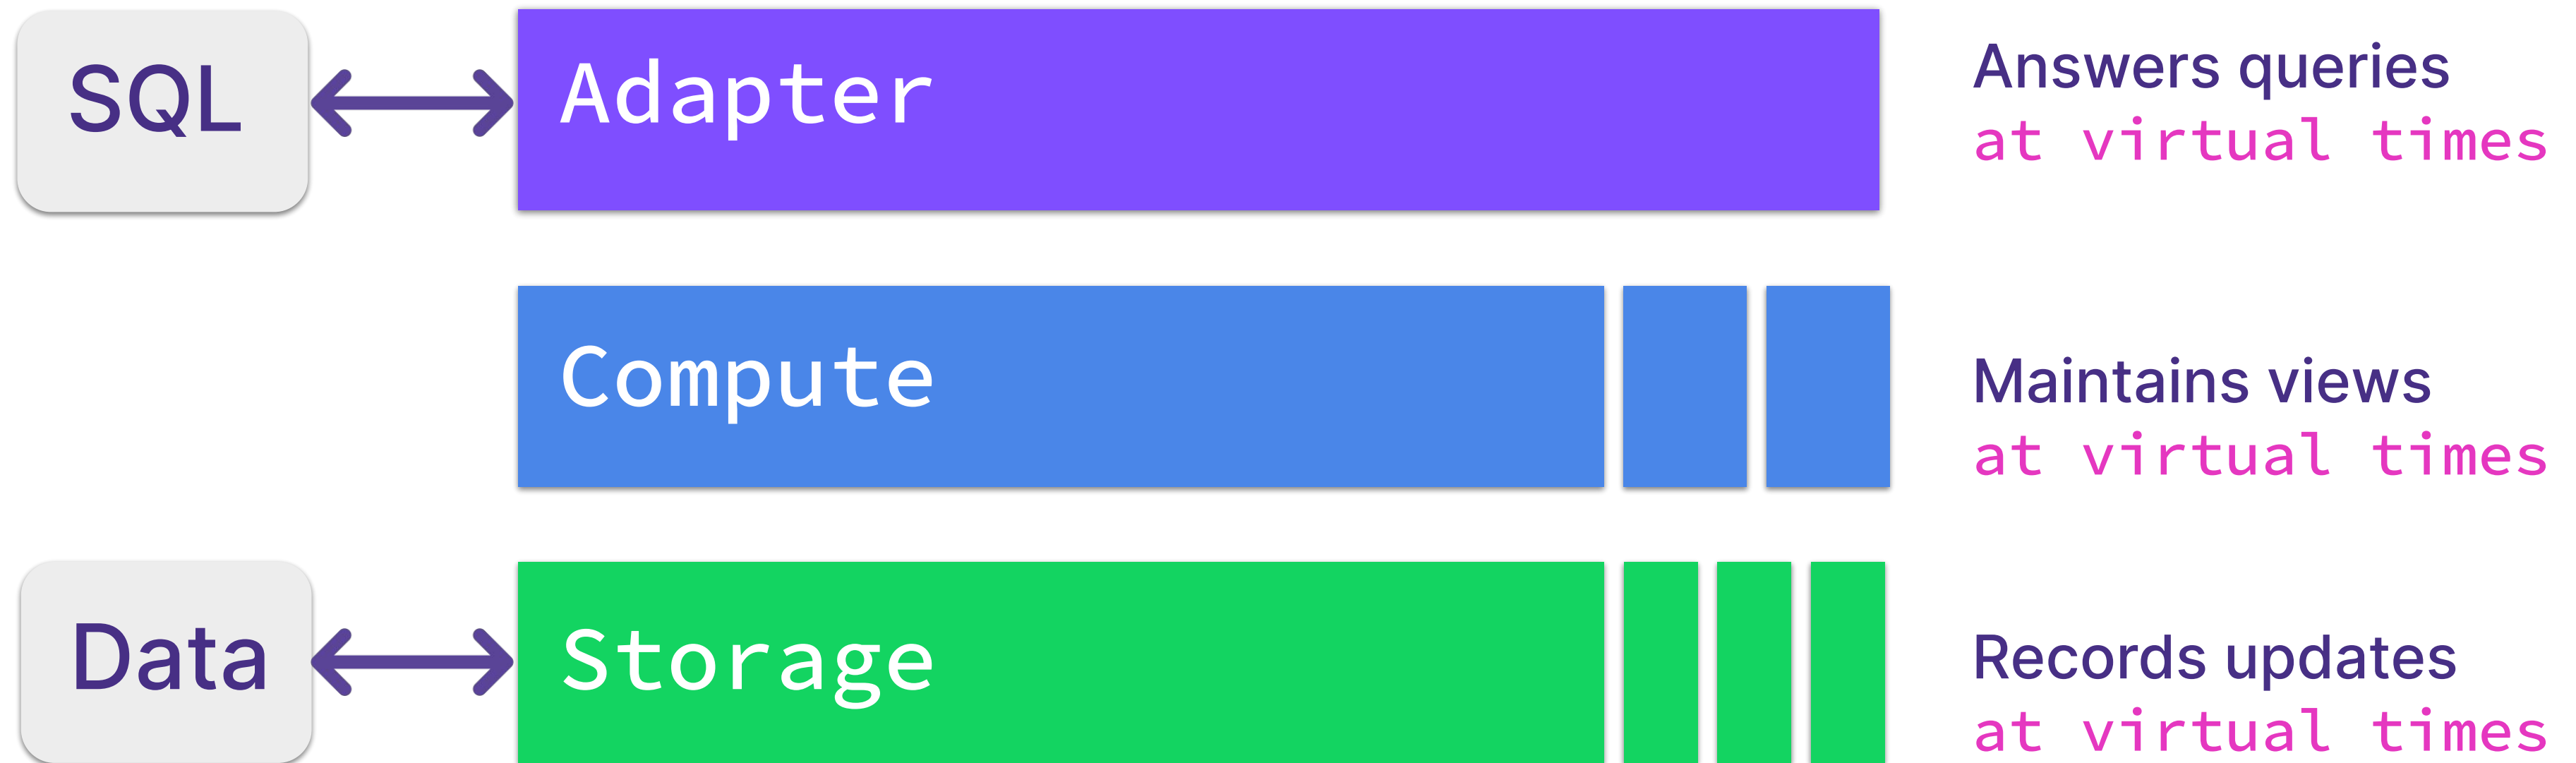 SQL
Adapter
Answers queries
at virtual times
Compute
Maintains views
at virtual times
Data
Storage
Records updates
at virtual times